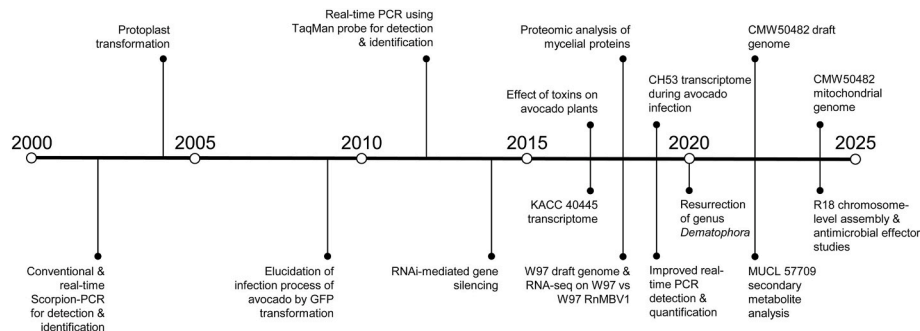 Protoplast
transformation
Real-time PCR using
TaqMan probe for detection
& identification
Proteomic analysis of
mycelial proteins
CMW50482 draft
genome
Effect of toxins on
avocado plants
CH53 transcriptome
during avocado
infection
CMW50482
mitochondrial
genome
2000
2005
2010
2015
2020
2025
Conventional &
real-time
Scorpion-PCR
for detection &
identification
Elucidation of
infection process of
avocado by GFP
transformation
RNAi-mediated gene
silencing
KACC 40445
transcriptome
W97 draft genome &
RNA-seq on W97 vs
W97 RnMBV1
Improved real-
time PCR
detection &
quantification
Resurrection
of genus
Dematophora
MUCL 57709
secondary
metabolite
analysis
R18 chromosome-
level assembly &
antimicrobial effector
studies